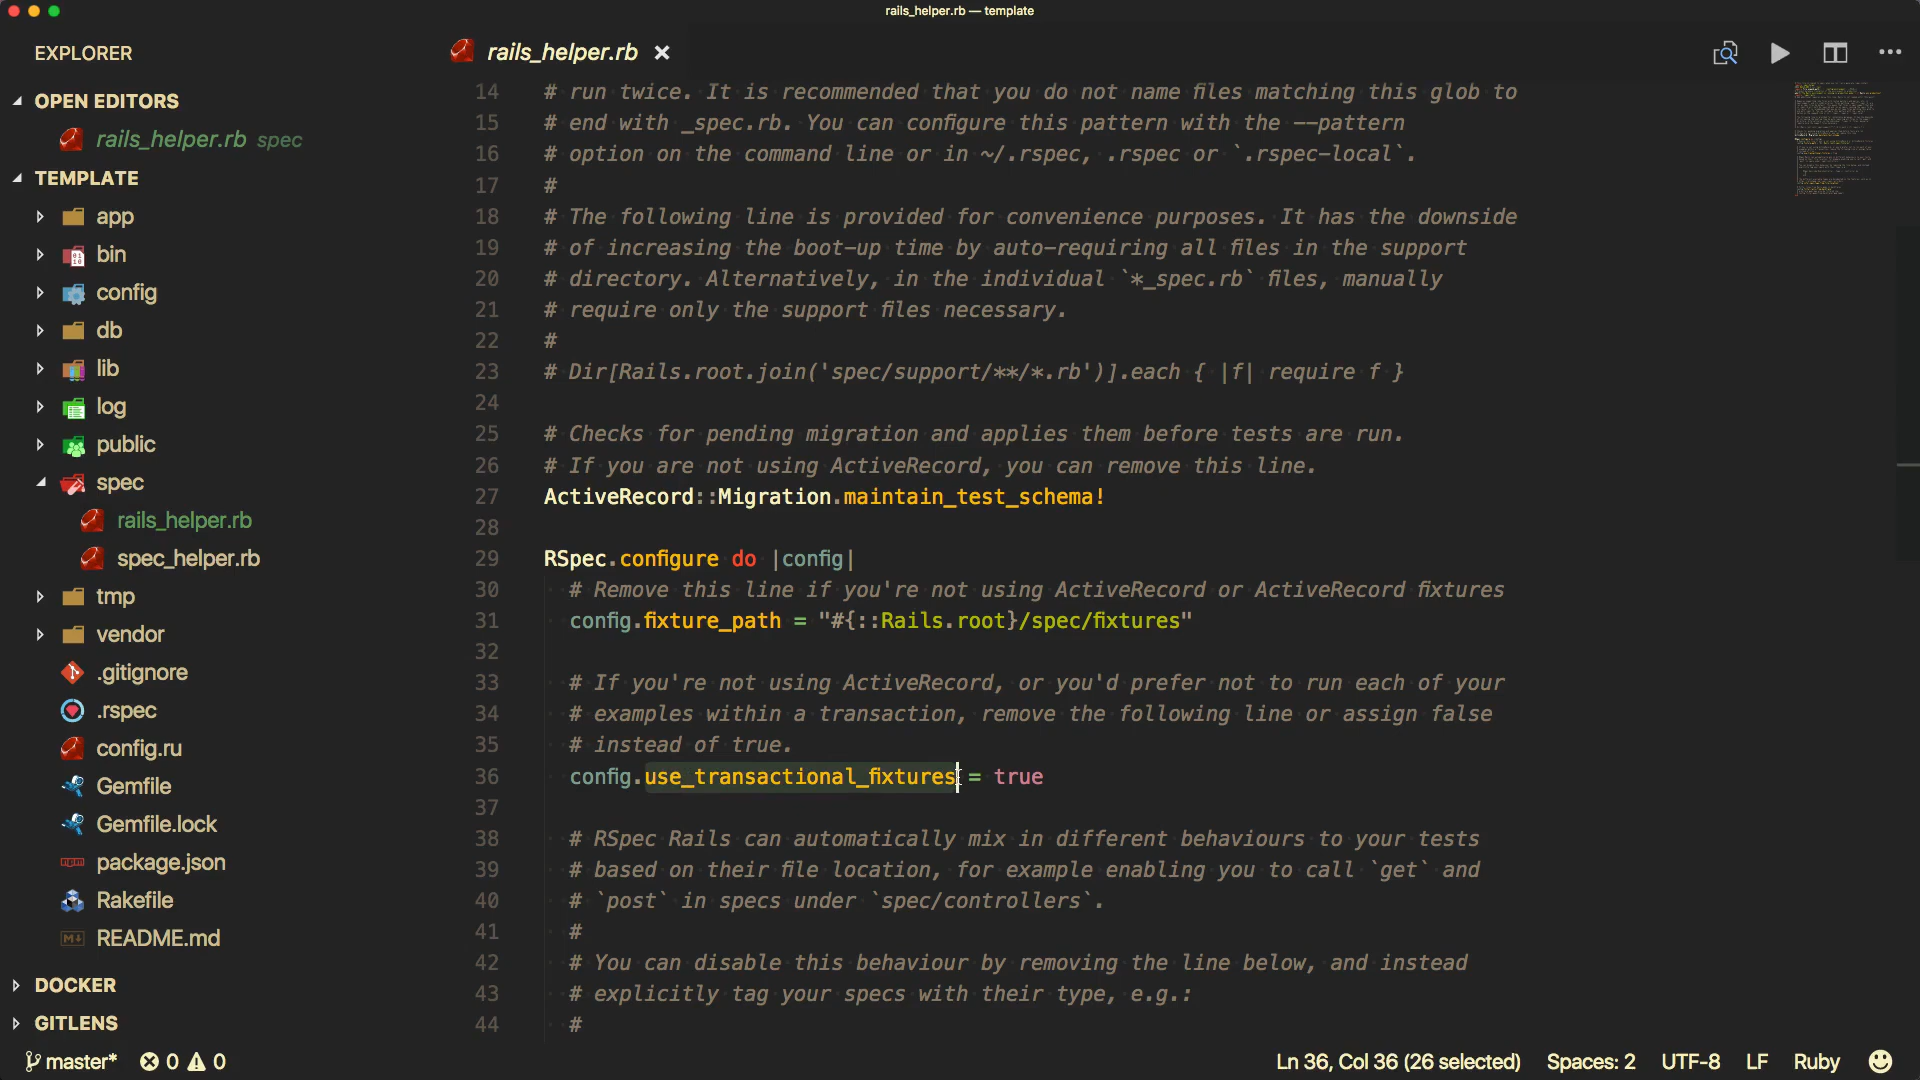 rails_helper.rb — template
EXPLORER
OPEN EDITORS
rails_helper.rb spec
TEMPLATE
app
bin
config
db
lib
log
public
spec
rails_helper.rb
spec_helper.rb
tmp
vendor
.gitignore
.rspec
config.ru
Gemfile
Gemfile.lock
package.json
Rakefile
README.md
DOCKER
GITLENS
rails_helper.rb
14 # run twice. It is recommended that you do not name files matching this glob to
15 # end with _spec.rb. You can configure this pattern with the --pattern
16 # option on the command line or in ~/.rspec, .rspec or `.rspec-local`.
17 #
18 # The following line is provided for convenience purposes. It has the downside
19 # of increasing the boot-up time by auto-requiring all files in the support
20 # directory. Alternatively, in the individual `*_spec.rb` files, manually
21 # require only the support files necessary.
22 #
23 # Dir[Rails.root.join('spec/support/**/*.rb')].each { |f| require f }
24
25 # Checks for pending migration and applies them before tests are run.
26 # If you are not using ActiveRecord, you can remove this line.
27 ActiveRecord::Migration.maintain_test_schema!
28
29 RSpec.configure do |config|
30 # Remove this line if you're not using ActiveRecord or ActiveRecord fixtures
31 config.fixture_path = "#{::Rails.root}/spec/fixtures"
32
33 # If you're not using ActiveRecord, or you'd prefer not to run each of your
34 # examples within a transaction, remove the following line or assign false
35 # instead of true.
36 config.use_transactional_fixtures = true
37
38 # RSpec Rails can automatically mix in different behaviours to your tests
39 # based on their file location, for example enabling you to call `get` and
40 # `post` in specs under `spec/controllers`.
41 #
42 # You can disable this behaviour by removing the line below, and instead
43 # explicitly tag your specs with their type, e.g.:
44 #
master* 0 0
Ln 36, Col 36 (26 selected) Spaces: 2 UTF-8 LF Ruby